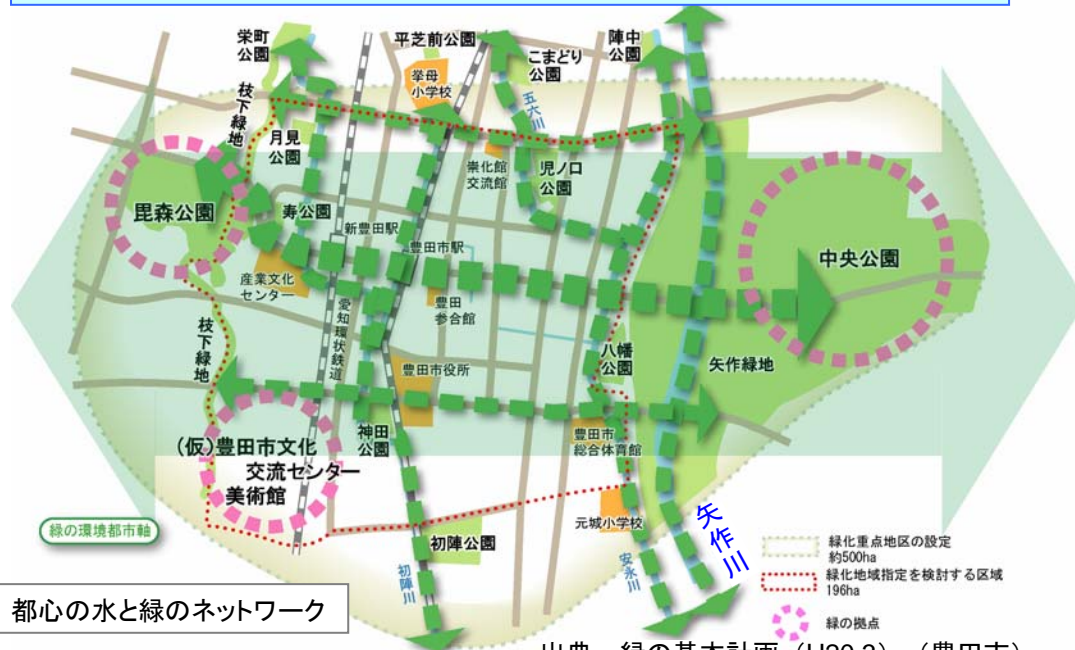 栄町
公園
平芝前公園
こまどり
公園
陣中
公園
挙母
小学校
五六川
枝下緑地
月見
公園
崇化館
交流館
児ノ口
公園
毘森公園
寿公園
新豊田駅
豊田市駅
中央公園
産業文化
センター
豊田
参合館
愛知環状鉄道
枝下緑地
八幡
公園
矢作緑地
豊田市役所
神田
公園
豊田市
総合体育館
(仮)豊田市文化
交流センター
美術館
元城小学校
矢作川
緑の環境都市軸
初陣公園
初陣川
安永川
緑化重点地区の設定
約500ha
緑化地域指定を検討する区域
196ha
緑の拠点
都心の水と緑のネットワーク